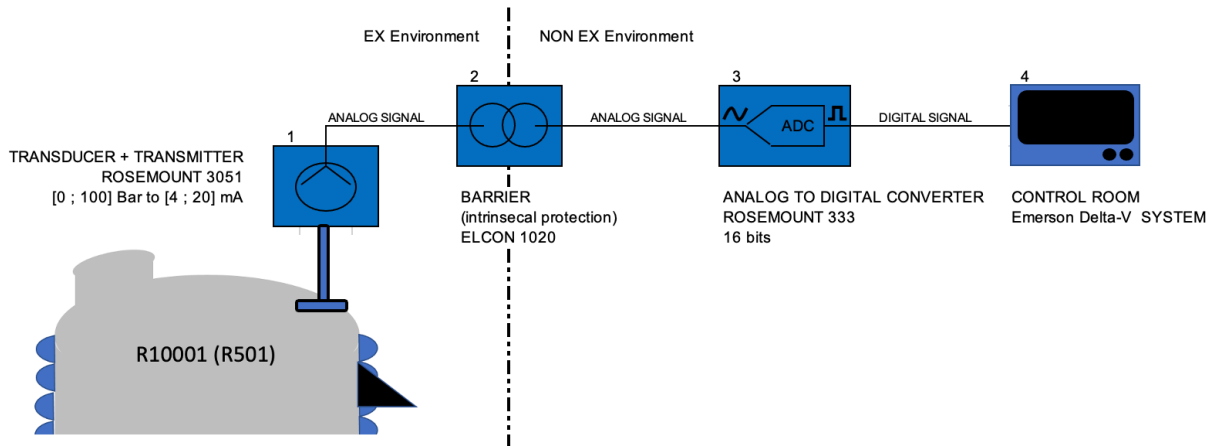 EX Environment
NON EX Environment
1
TRANSDUCER + TRANSMITTER
ROSEMOUNT 3051
[0 ; 100] Bar to [4 ; 20] mA
ANALOG SIGNAL
2
BARRIER
(intrinsecal protection)
ELCON 1020
ANALOG SIGNAL
3
ADC
ANALOG TO DIGITAL CONVERTER
ROSEMOUNT 333
16 bits
DIGITAL SIGNAL
4
CONTROL ROOM
Emerson Delta-V SYSTEM
R10001 (R501)